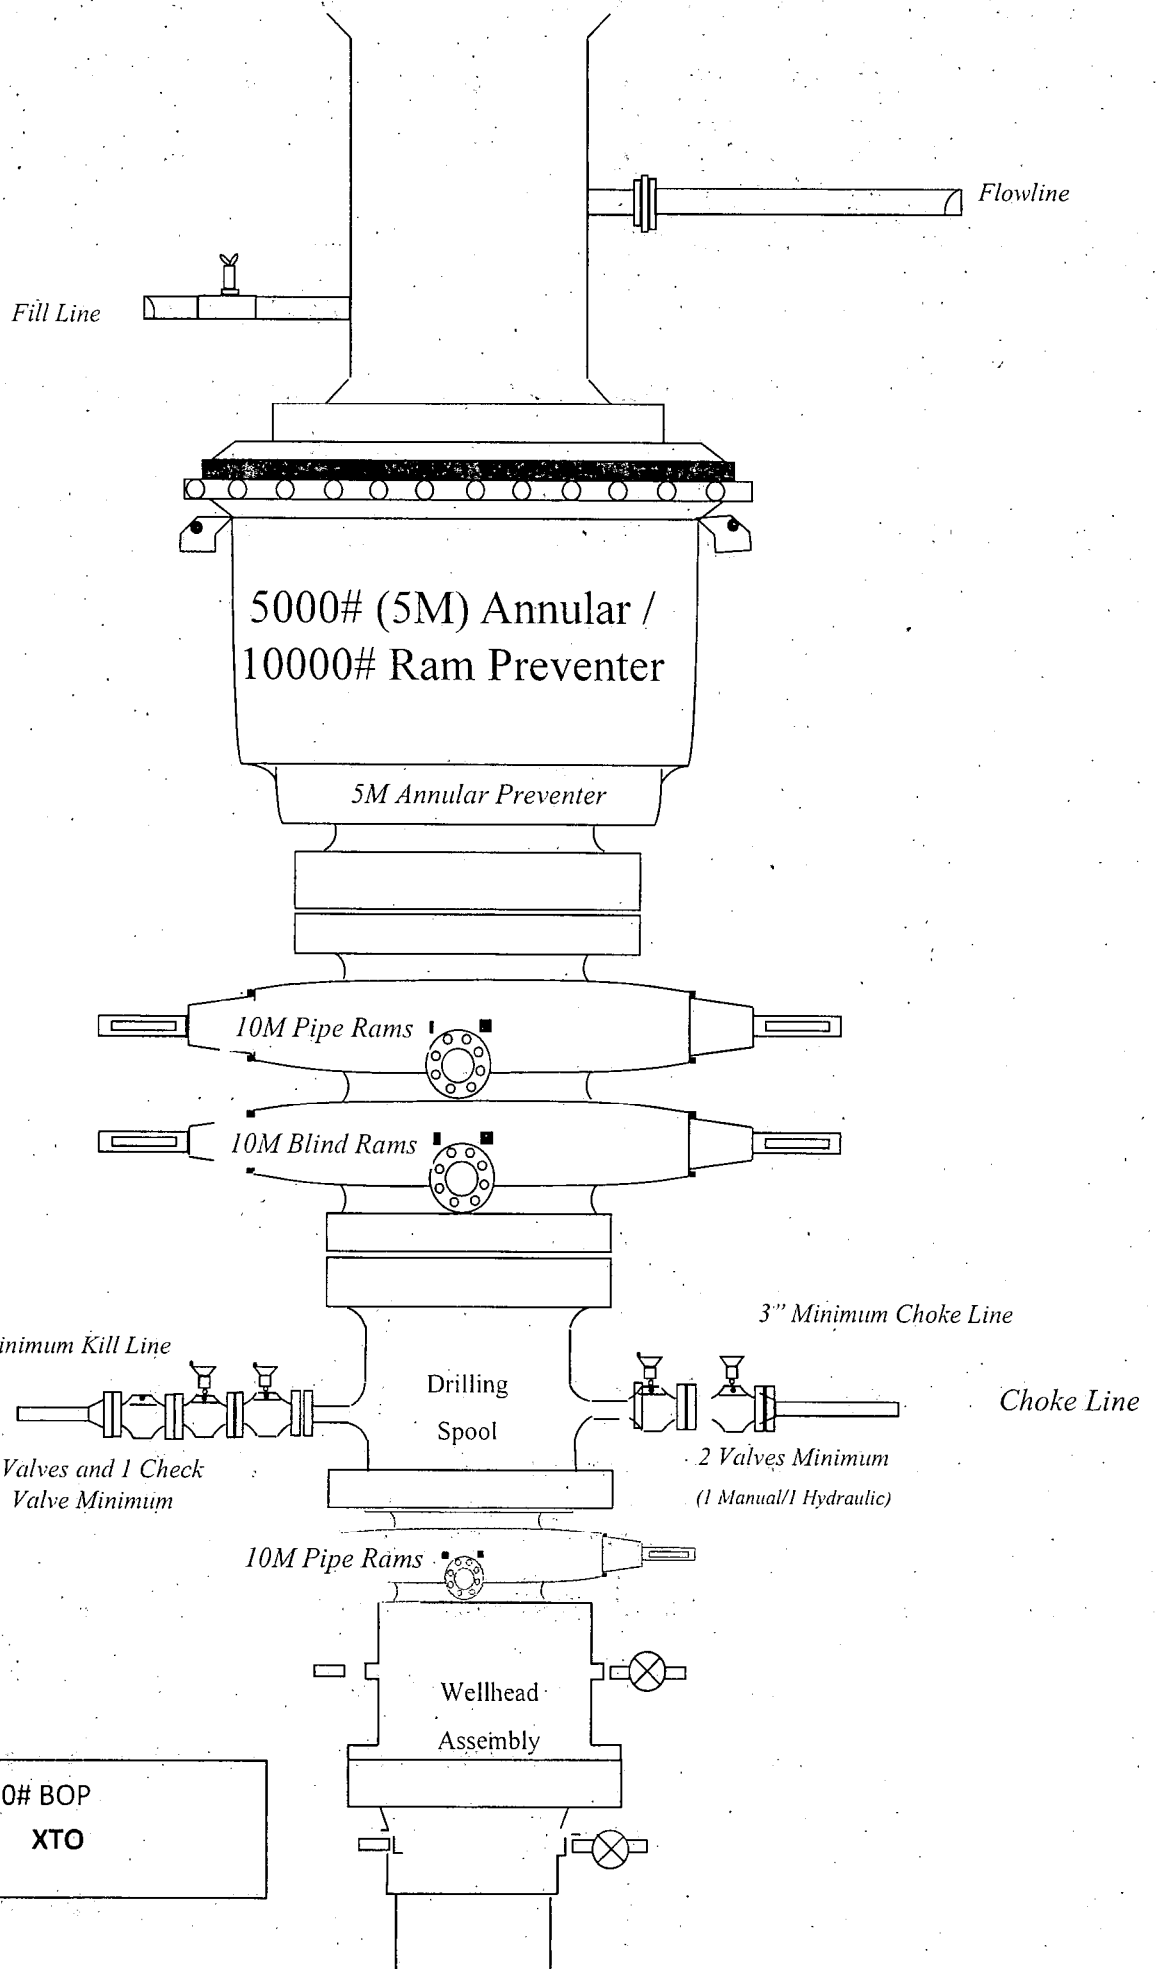 Flowline
Fill Line
5000# (5M) Annular /
10000# Ram Preventer
5M Annular Preventer
10M Pipe Rams
10M Blind Rams
3" Minimum Choke Line
Kill Line
Drilling
Spool
Choke Line
Valves and 1 Check
Valve Minimum
2 Valves Minimum
(1 Manual/1 Hydraulic)
10M Pipe Rams
Wellhead
Assembly
0# BOP
XTO